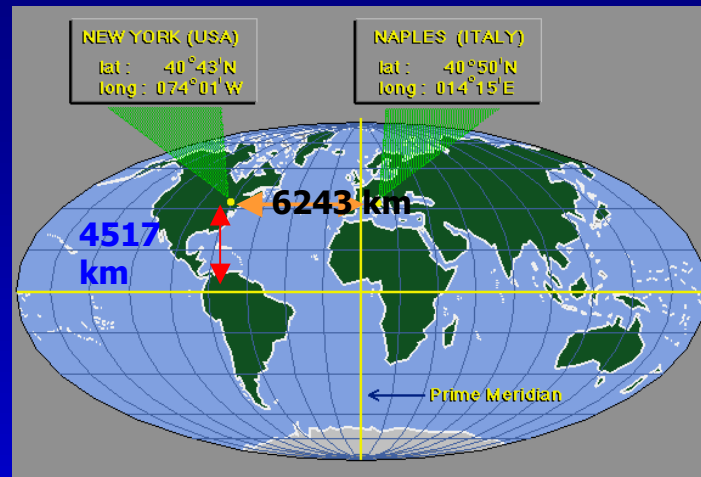 NEW YORK (USA)
lat : 40°43'N
long : 074°01'W
NAPLES (ITALY)
lat : 40°50'N
long : 014°15'E
6243 km
4517
km
Prime Meridian